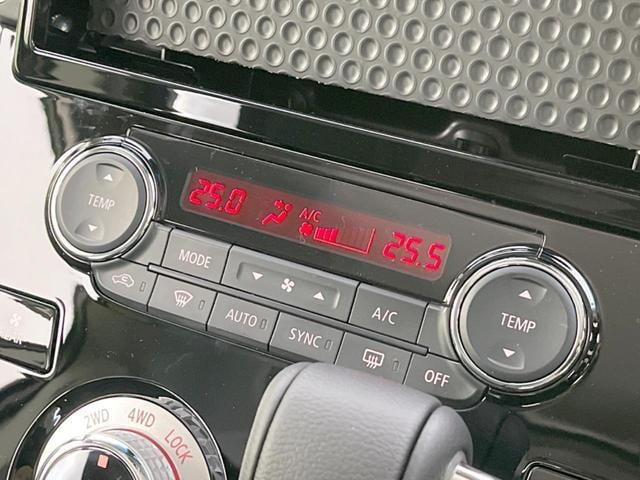 25.0 A/C 25.5
TEMP
MODE
A/C
TEMP
AUTO
SYNC
OFF
2WD 4WD LOCK